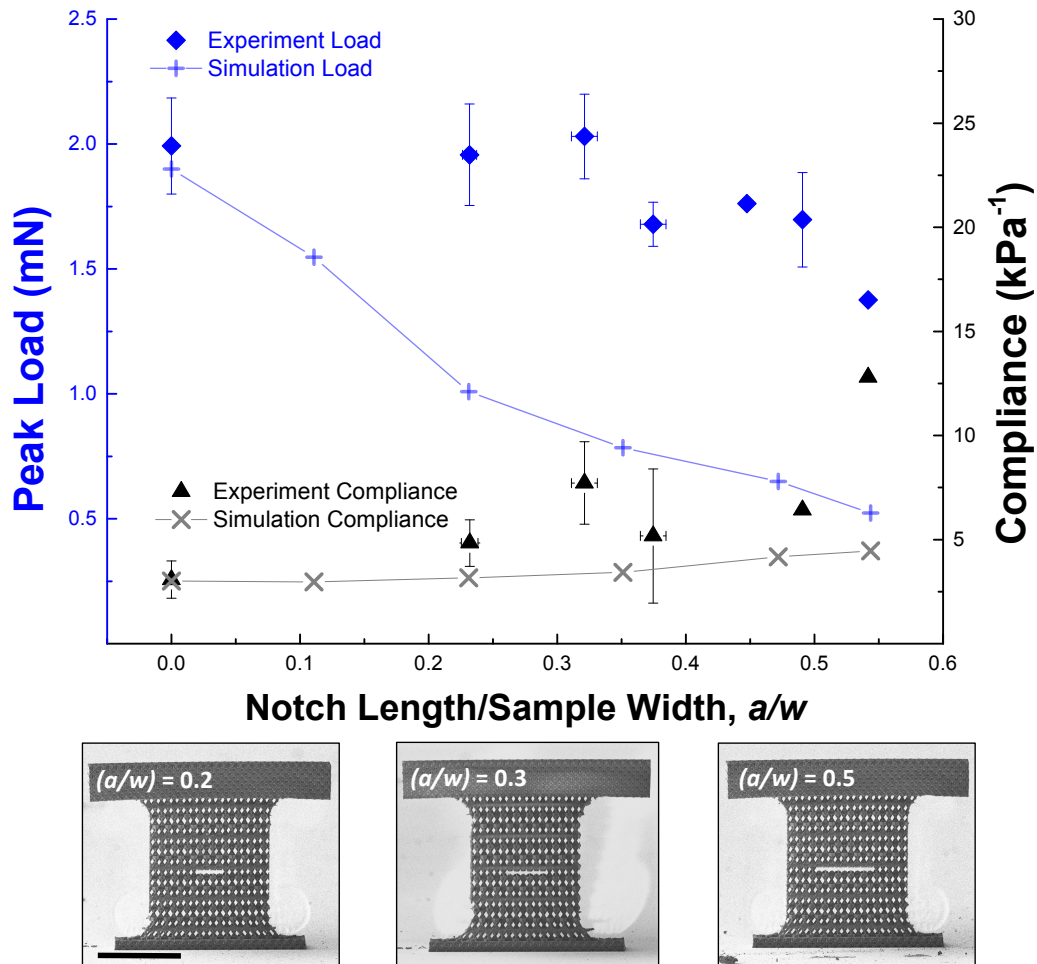 2.5
2.0
1.5
1.0
0.5
Peak Load (mN)
Experiment Load
Simulation Load
Experiment Compliance
Simulation Compliance
30
25
20
15
10
5
Compliance (kPa⁻¹)
0.0 0.1 0.2 0.3 0.4 0.5 0.6
Notch Length/Sample Width, a/w
(a/w) = 0.2
(a/w) = 0.3
(a/w) = 0.5